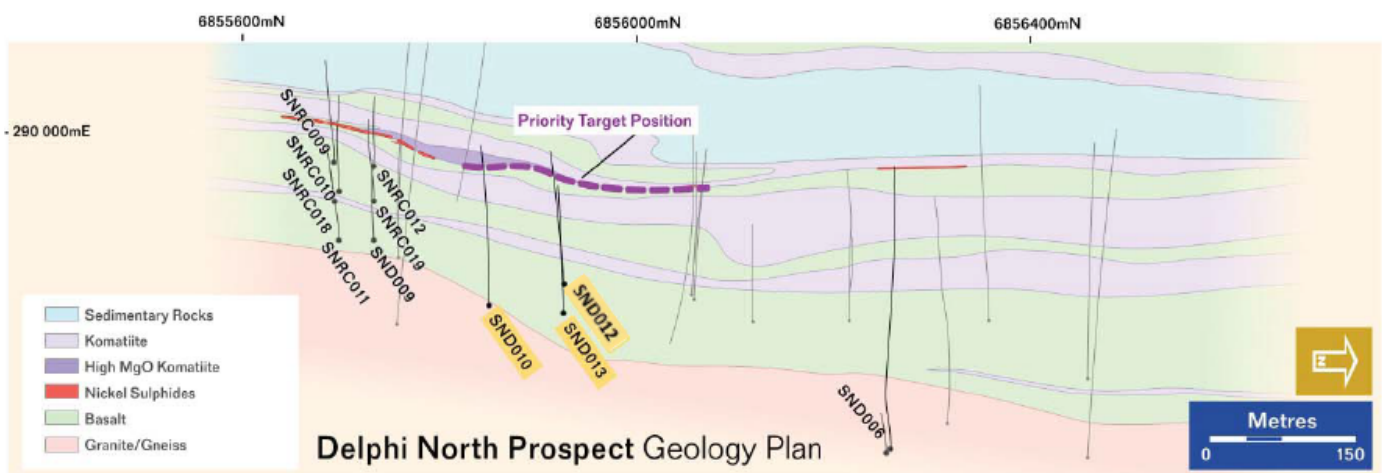 6855600mN
6856000mN
6856400mN
- 290 000mE
Priority Target Position
SNRC009
SNRC010
SNRC018
SNRC011
SNRC012
SNRC019
SND009
SND010
SND012
SND013
SND006
Sedimentary Rocks
Komatiite
High MgO Komatiite
Nickel Sulphides
Basalt
Granite/Gneiss
Delphi North Prospect Geology Plan
N
Metres
0 150